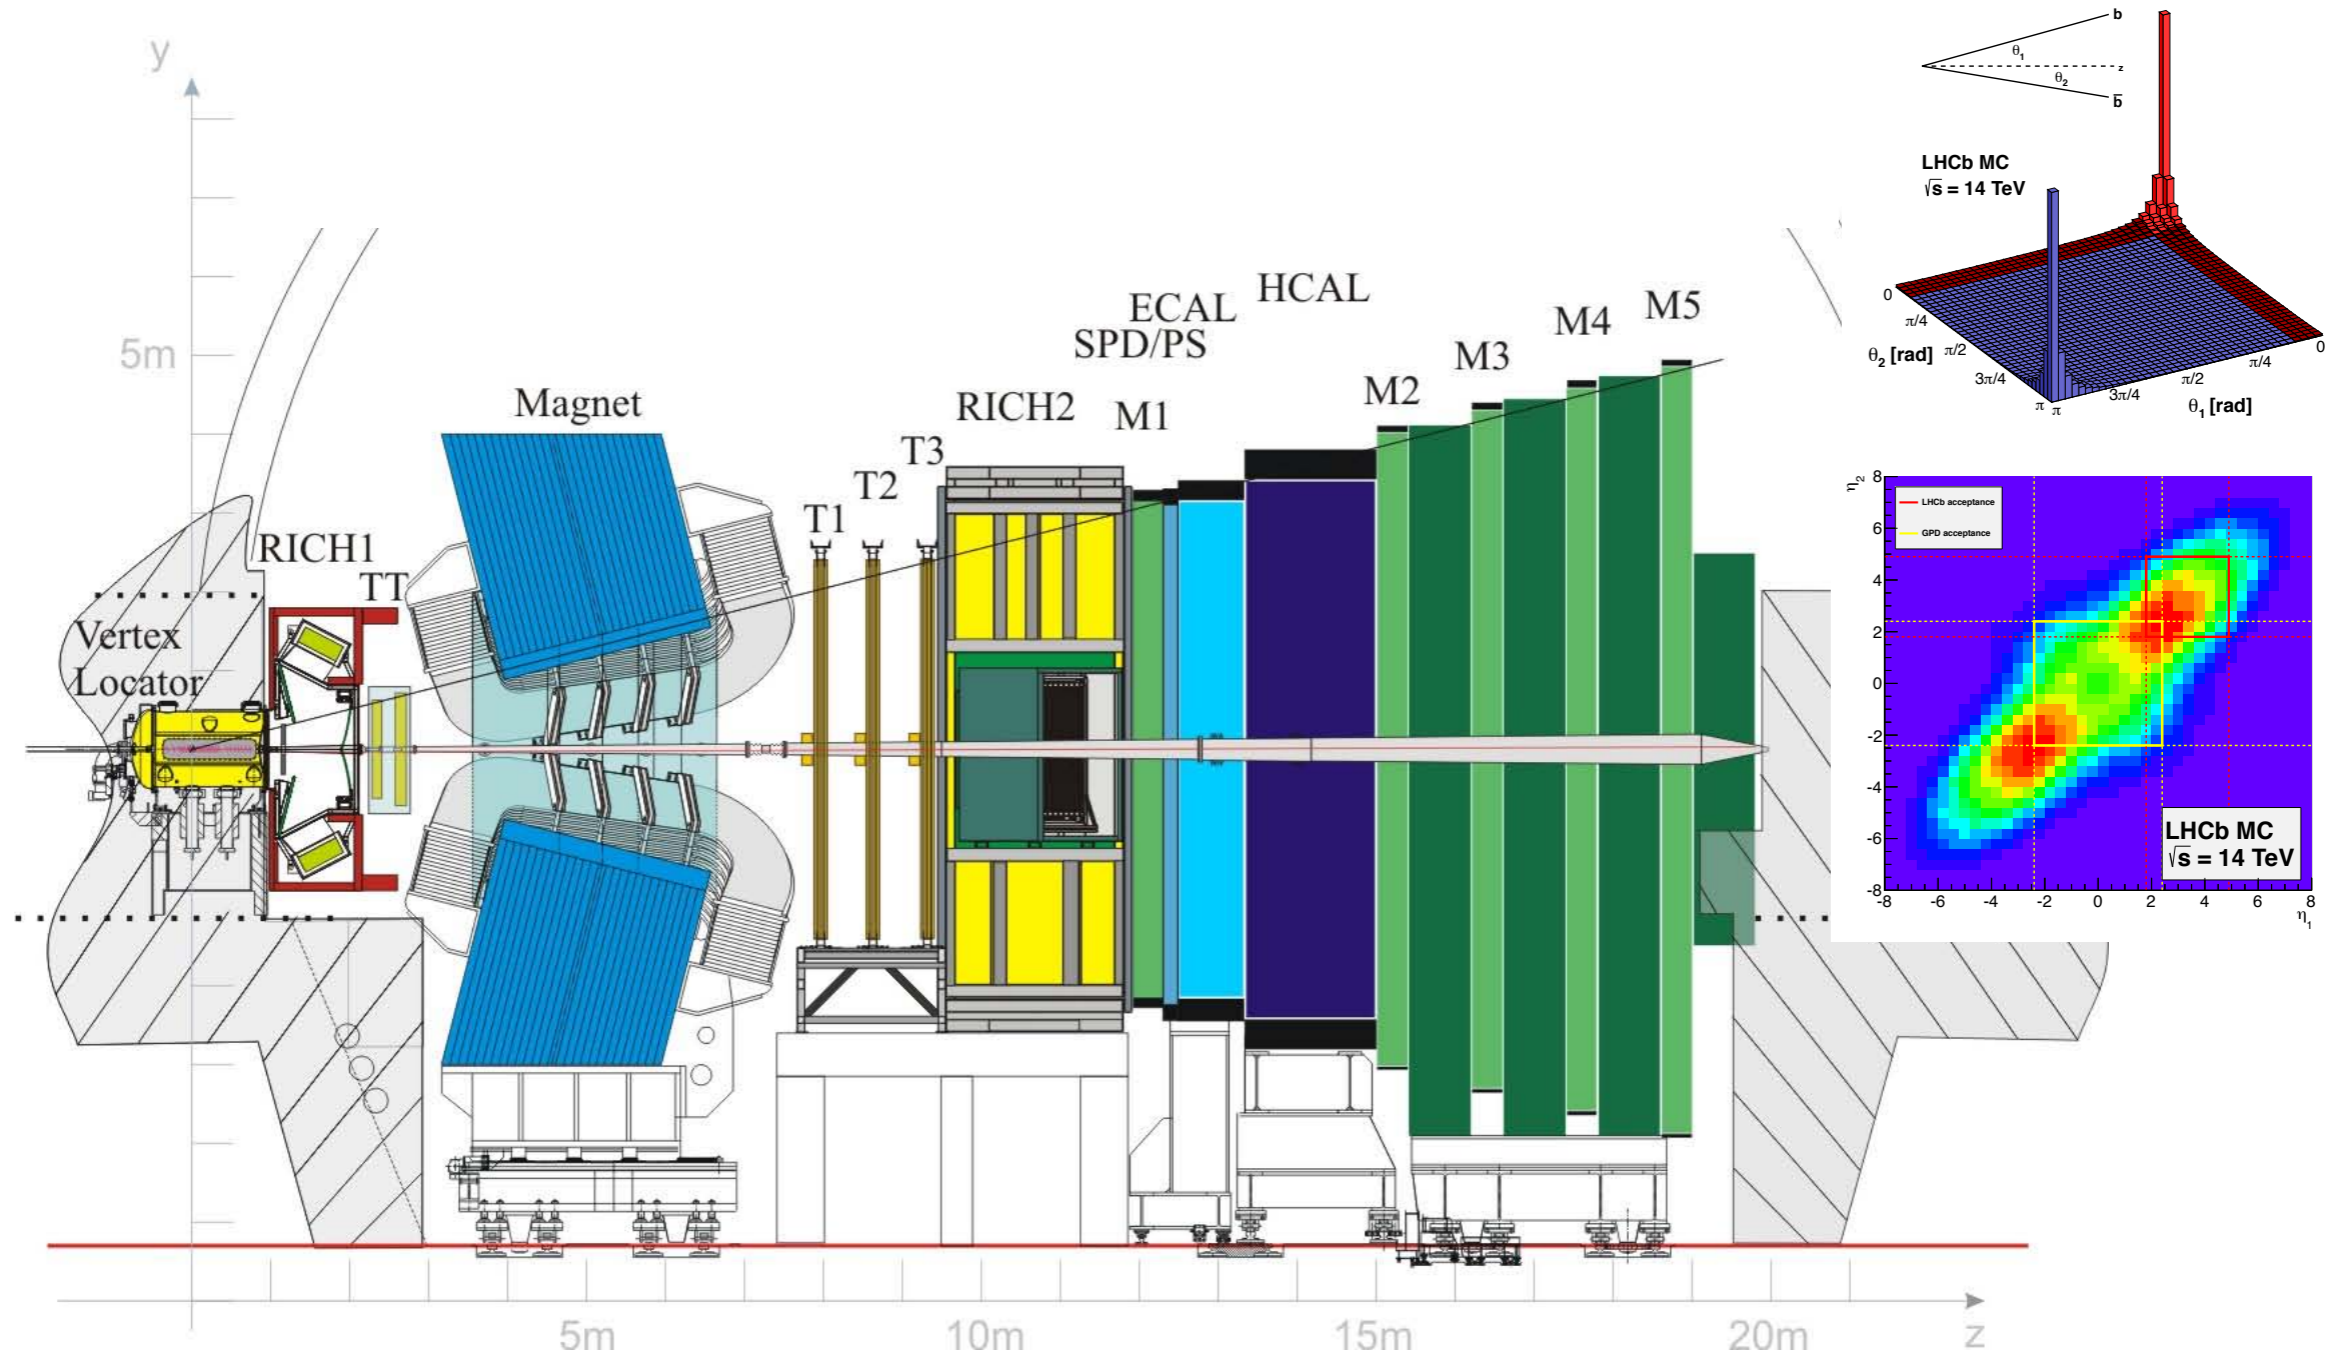 y
5m
Vertex
Locator
RICH1
TT
Magnet
T1
T2
T3
RICH2
M1
SPD/PS
ECAL
HCAL
M2
M3
M4
M5
5m
10m
15m
20m
z
b
θ1
z
θ2
b̅
LHCb MC
√s = 14 TeV
0
π/4
θ2 [rad] π/2
3π/4
π
π
3π/4
π/2
π/4
0
θ1 [rad]
η2
8
6
4
2
0
-2
-4
-6
-8
LHCb acceptance
GPD acceptance
LHCb MC
√s = 14 TeV
-8 -6 -4 -2 0 2 4 6 8
η1